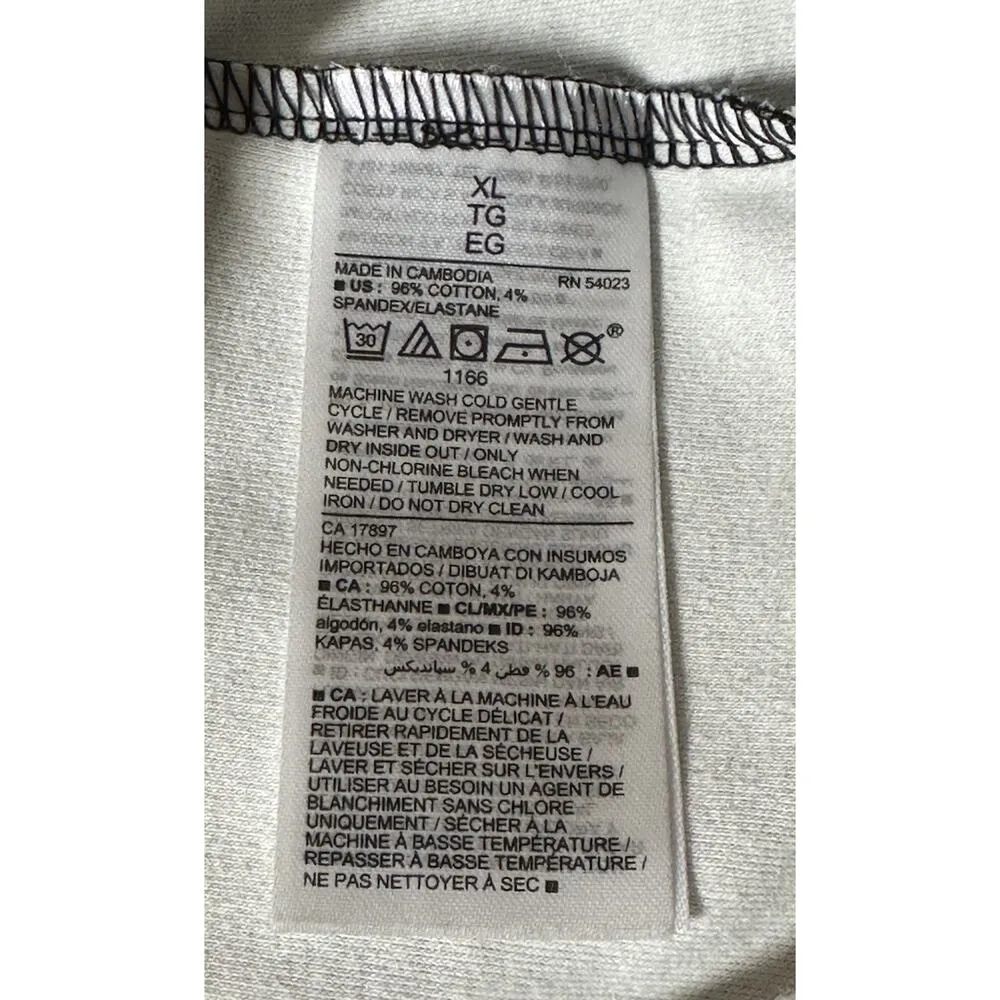 XL
TG
EG
MADE IN CAMBODIA RN 54023
■ US : 96% COTTON, 4%
SPANDEX/ELASTANE
30 ®
1166
MACHINE WASH COLD GENTLE
CYCLE / REMOVE PROMPTLY FROM
WASHER AND DRYER / WASH AND
DRY INSIDE OUT / ONLY
NON-CHLORINE BLEACH WHEN
NEEDED / TUMBLE DRY LOW / COOL
IRON / DO NOT DRY CLEAN
CA 17897
HECHO EN CAMBOYA CON INSUMOS
IMPORTADOS / DIBUAT DI KAMBOJA
■ CA : 96% COTON, 4%
ÉLASTHANNE ■ CL/MX/PE : 96%
algodón, 4% elastano ■ ID : 96%
KAPAS, 4% SPANDEKS
■ AE : 96 % قطن 4 % سبانديكس
■ CA : LAVER À LA MACHINE À L'EAU
FROIDE AU CYCLE DÉLICAT /
RETIRER RAPIDEMENT DE LA
LAVEUSE ET DE LA SÉCHEUSE /
LAVER ET SÉCHER SUR L'ENVERS /
UTILISER AU BESOIN UN AGENT DE
BLANCHIMENT SANS CHLORE
UNIQUEMENT / SÉCHER À LA
MACHINE À BASSE TEMPÉRATURE /
REPASSER À BASSE TEMPÉRATURE /
NE PAS NETTOYER À SEC ■